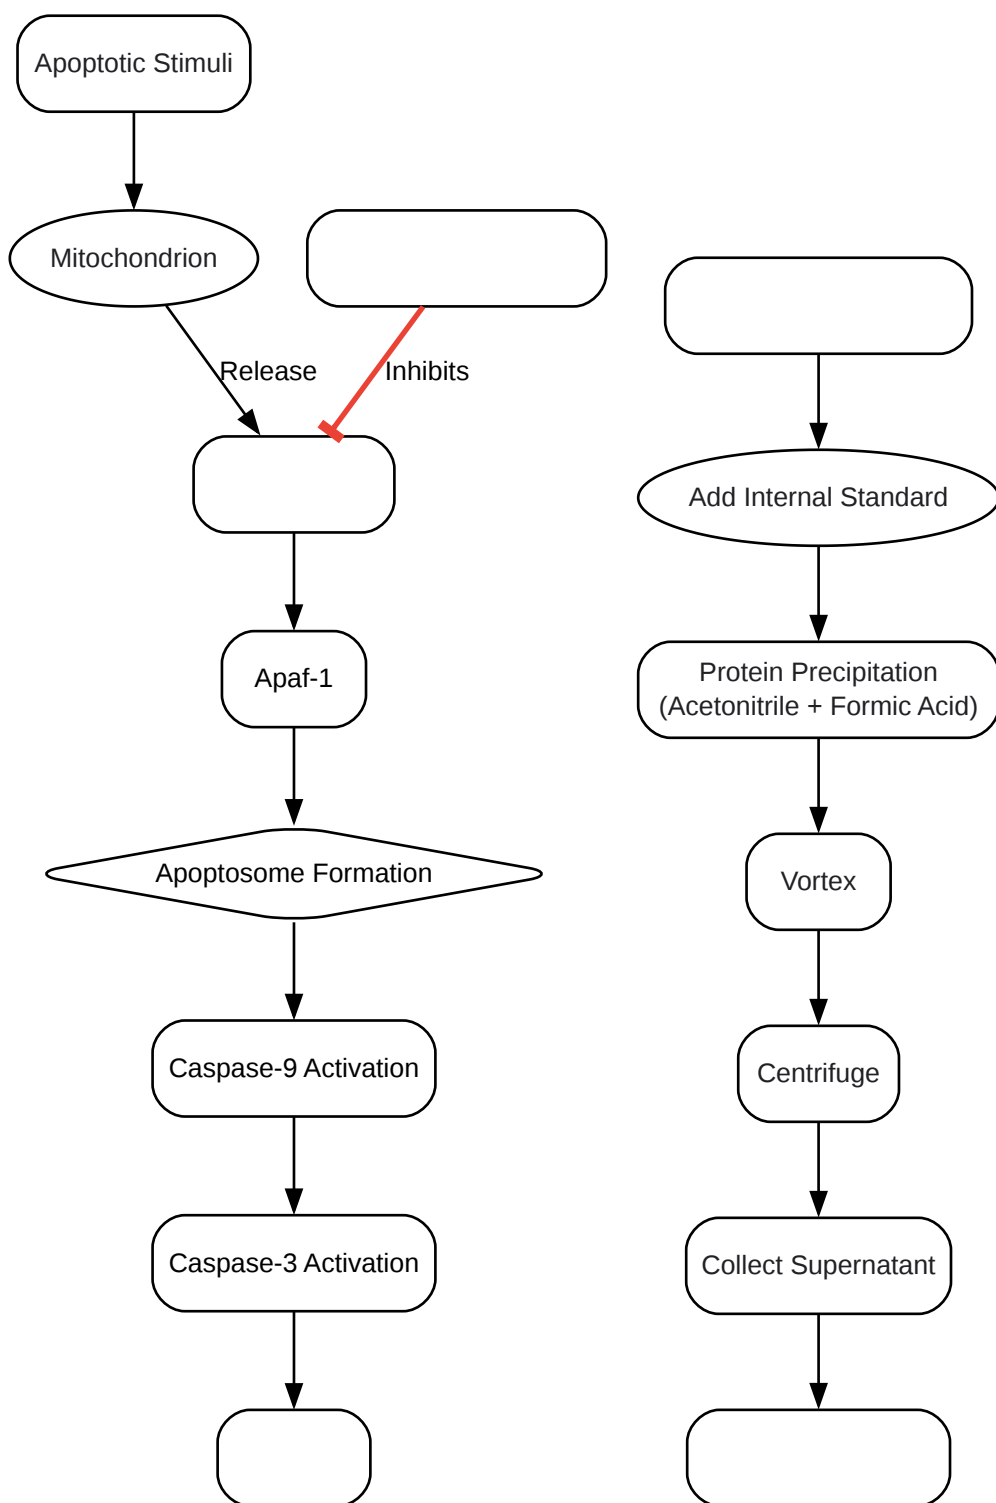 Apoptotic Stimuli
Mitochondrion
Release
Inhibits
Apaf-1
Apoptosome Formation
Caspase-9 Activation
Caspase-3 Activation
Add Internal Standard
Protein Precipitation
(Acetonitrile + Formic Acid)
Vortex
Centrifuge
Collect Supernatant